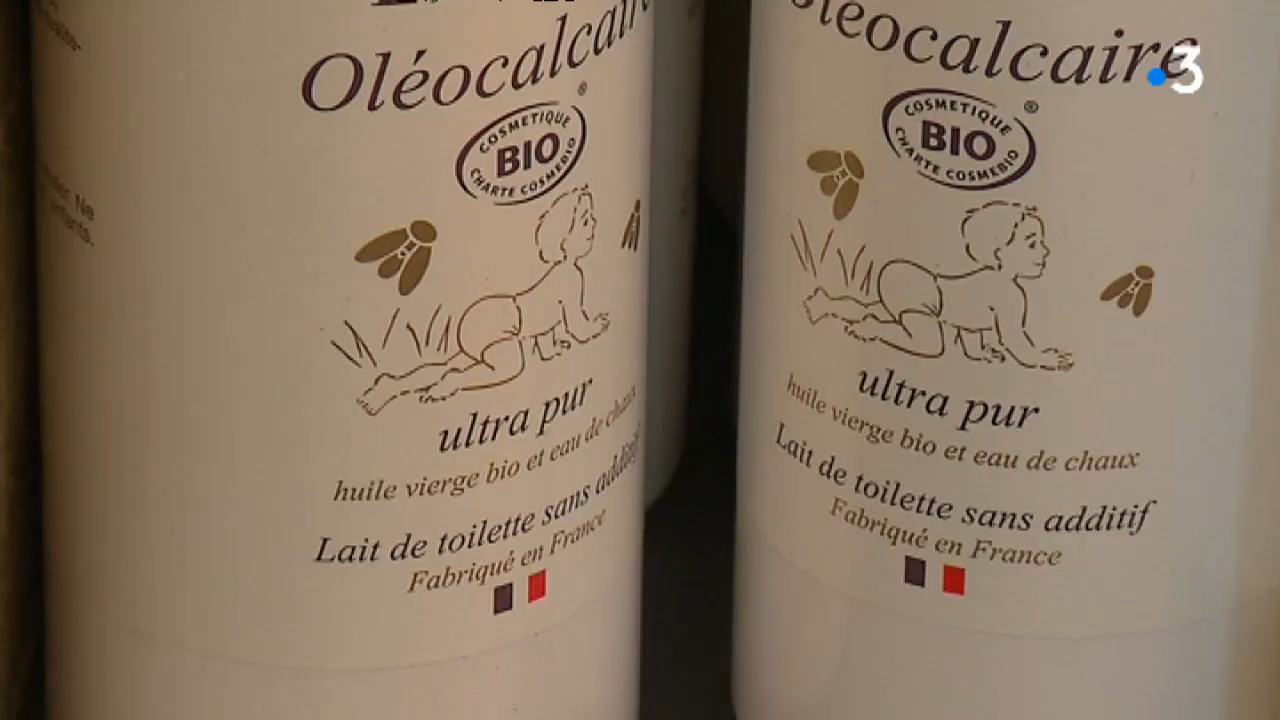 Oléocalcaire
®
COSMETIQUE
BIO
CHARTE COSMEBIO
ultra pur
huile vierge bio et eau de chaux
Lait de toilette sans additif
Fabriqué en France
Ne
éocalcaire
®
COSMETIQUE
BIO
CHARTE COSMEBIO
ultra pur
huile vierge bio et eau de chaux
Lait de toilette sans additif
Fabriqué en France
3